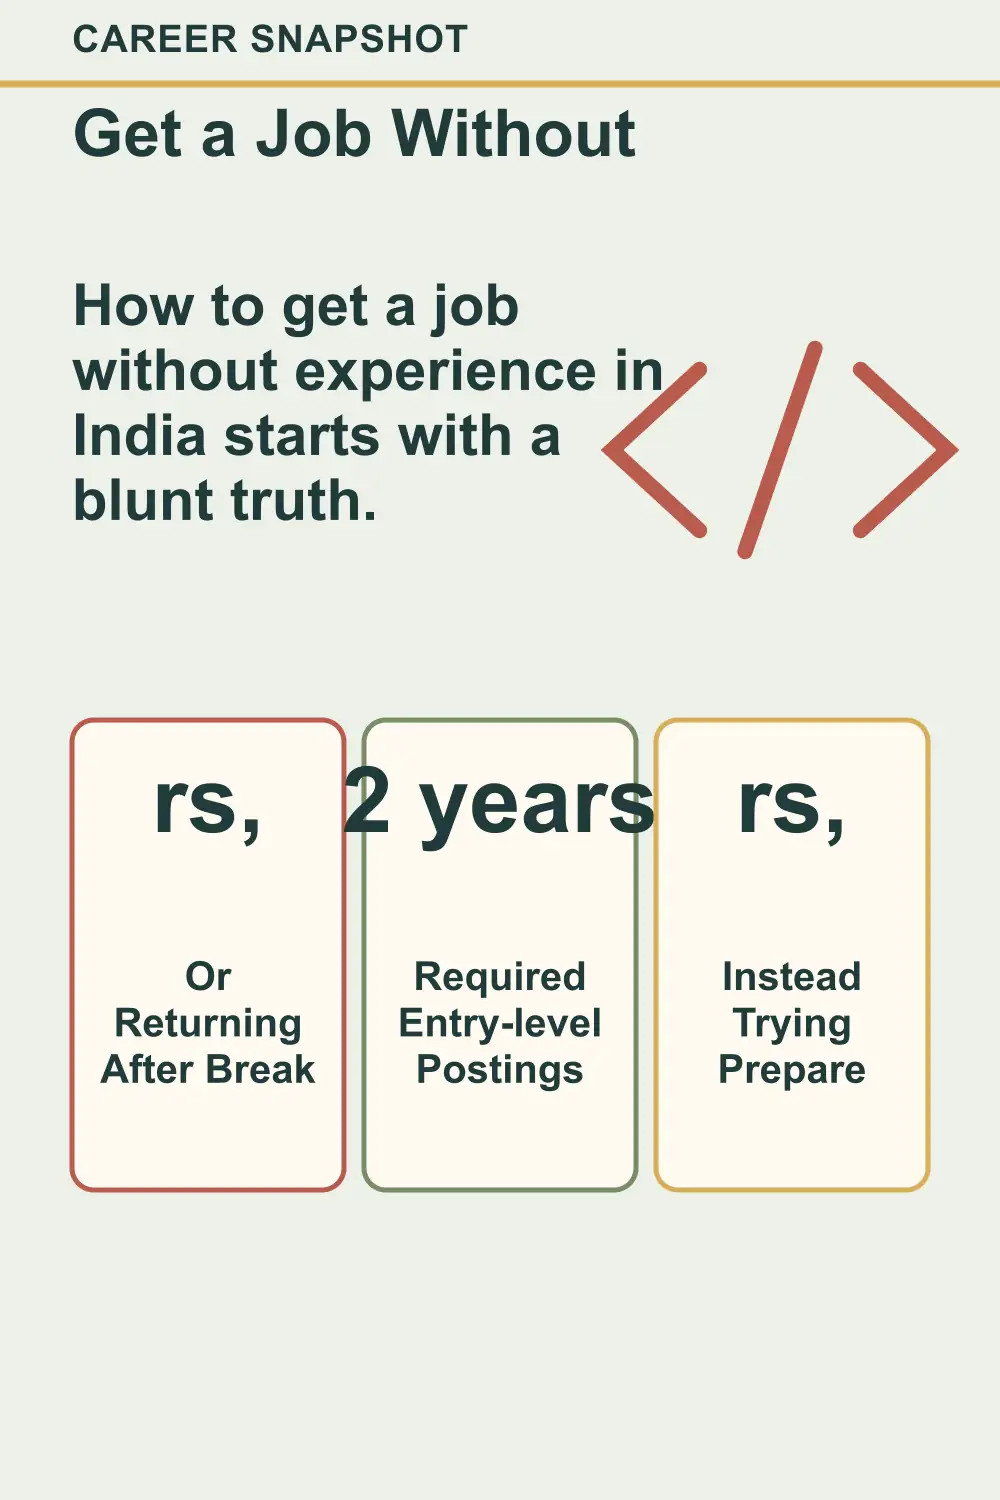 CAREER SNAPSHOT
Get a Job Without
How to get a job
without experience in
India starts with a
blunt truth.
rs,
Or
Returning
After Break
2 years
Required
Entry-level
Postings
rs,
Instead
Trying
Prepare